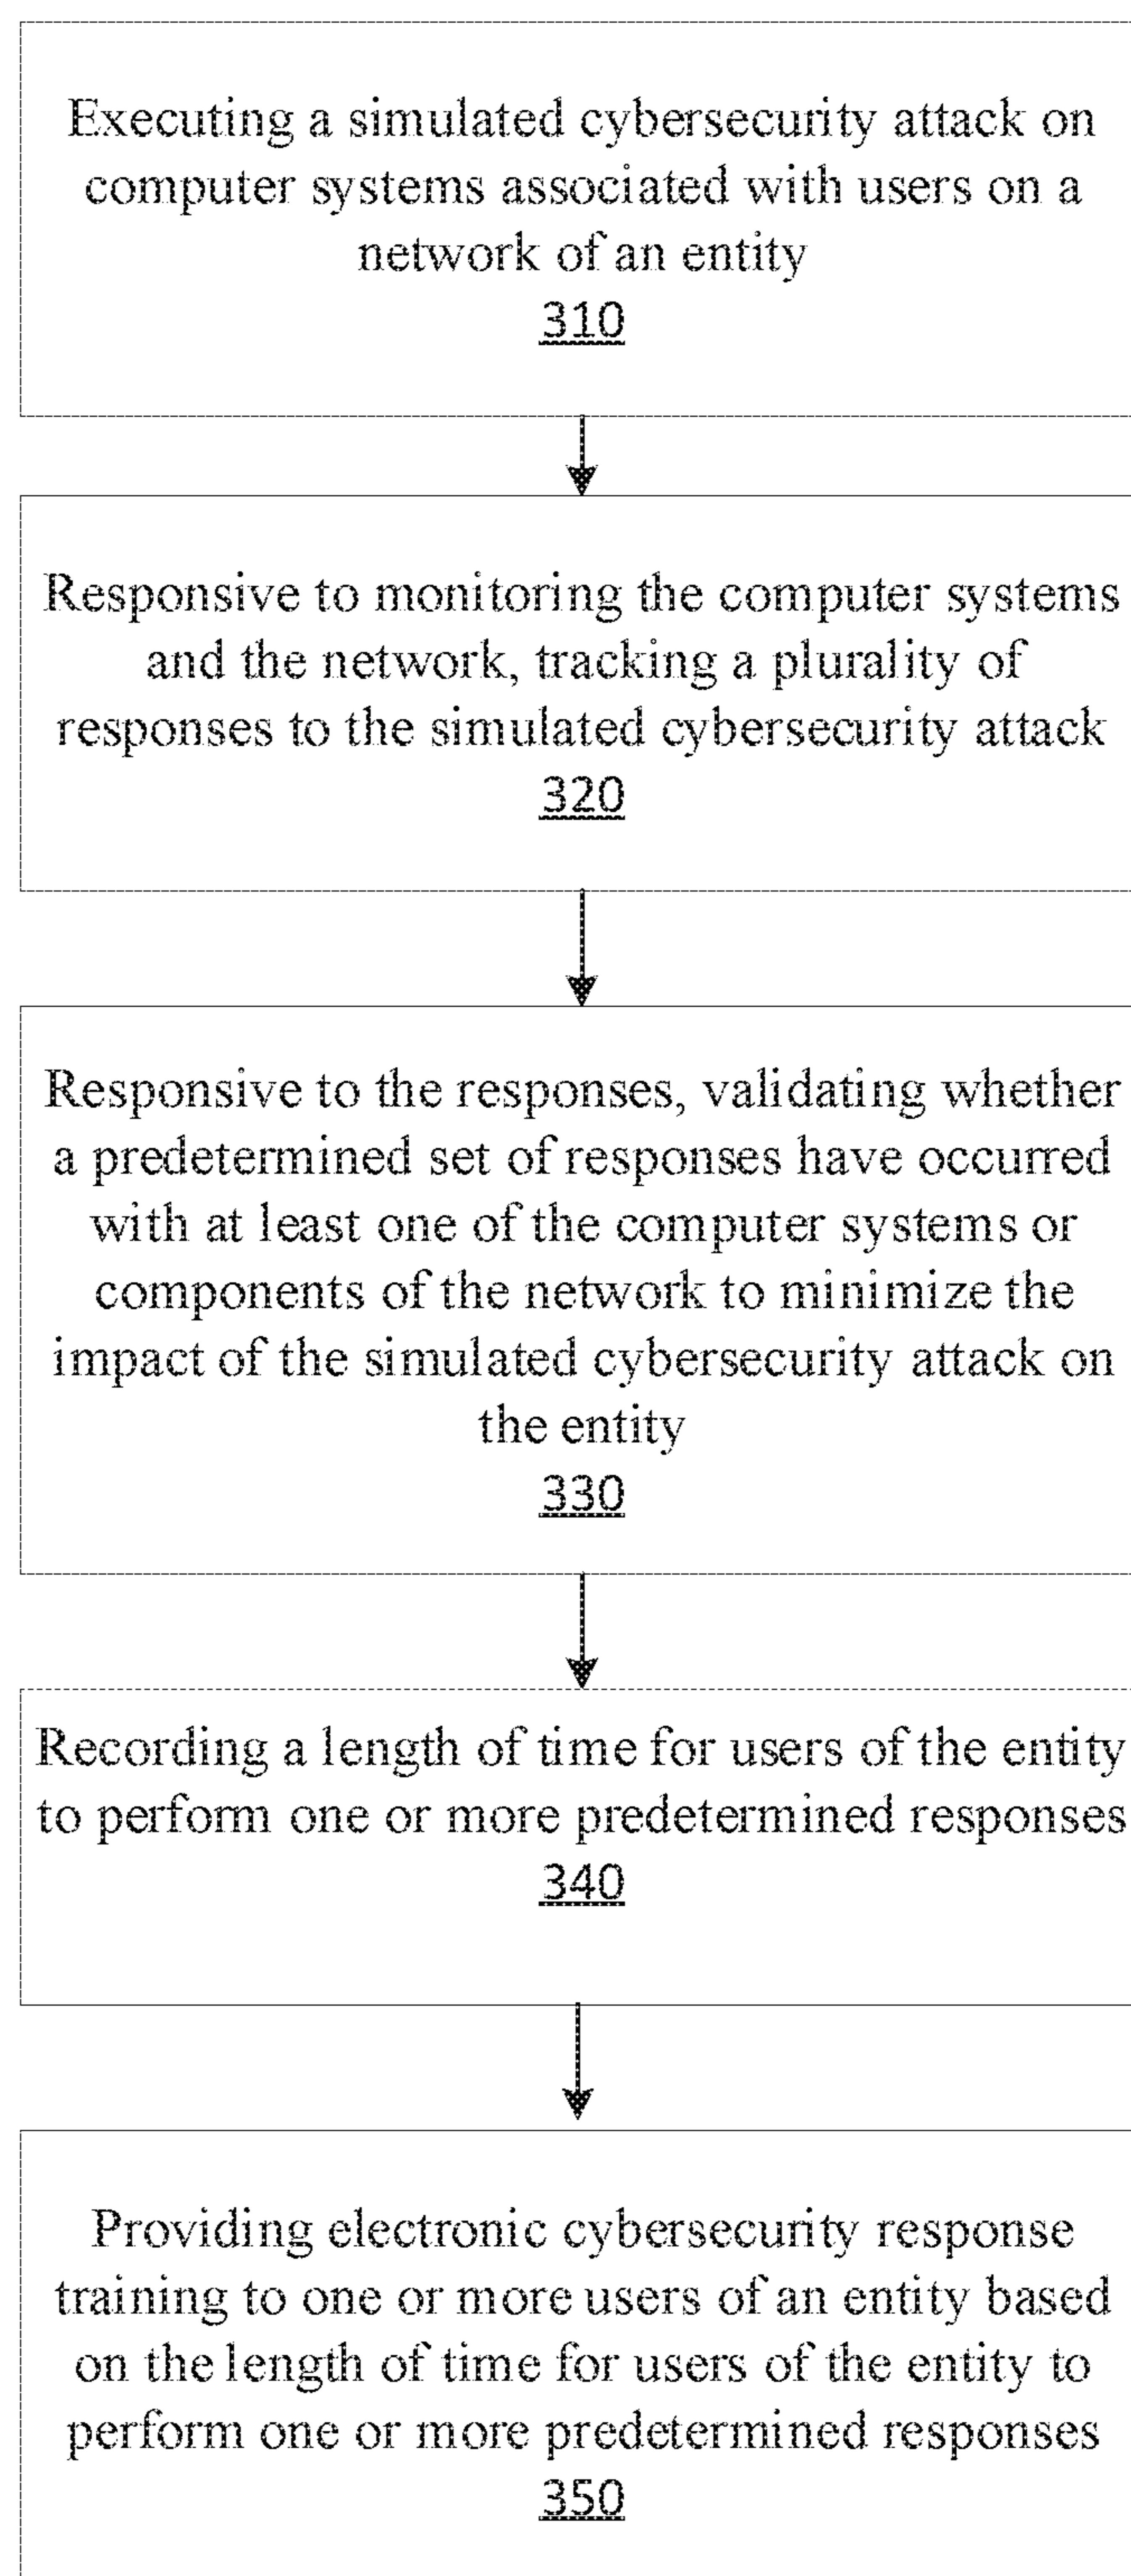 Executing a simulated cybersecurity attack on
computer systems associated with users on a
network of an entity
310
Responsive to monitoring the computer systems
and the network, tracking a plurality of
responses to the simulated cybersecurity attack
320
Responsive to the responses, validating whether
a predetermined set of responses have occurred
with at least one of the computer systems or
components of the network to minimize the
impact of the simulated cybersecurity attack on
the entity
330
Recording a length of time for users of the entity
to perform one or more predetermined responses
340
Providing electronic cybersecurity response
training to one or more users of an entity based
on the length of time for users of the entity to
perform one or more predetermined responses
350